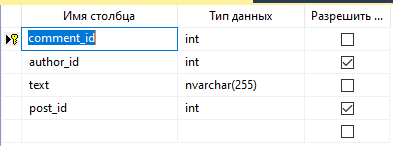 Имя столбца Тип данных Разрешить ...
comment_id int
author_id int
text nvarchar(255)
post_id int